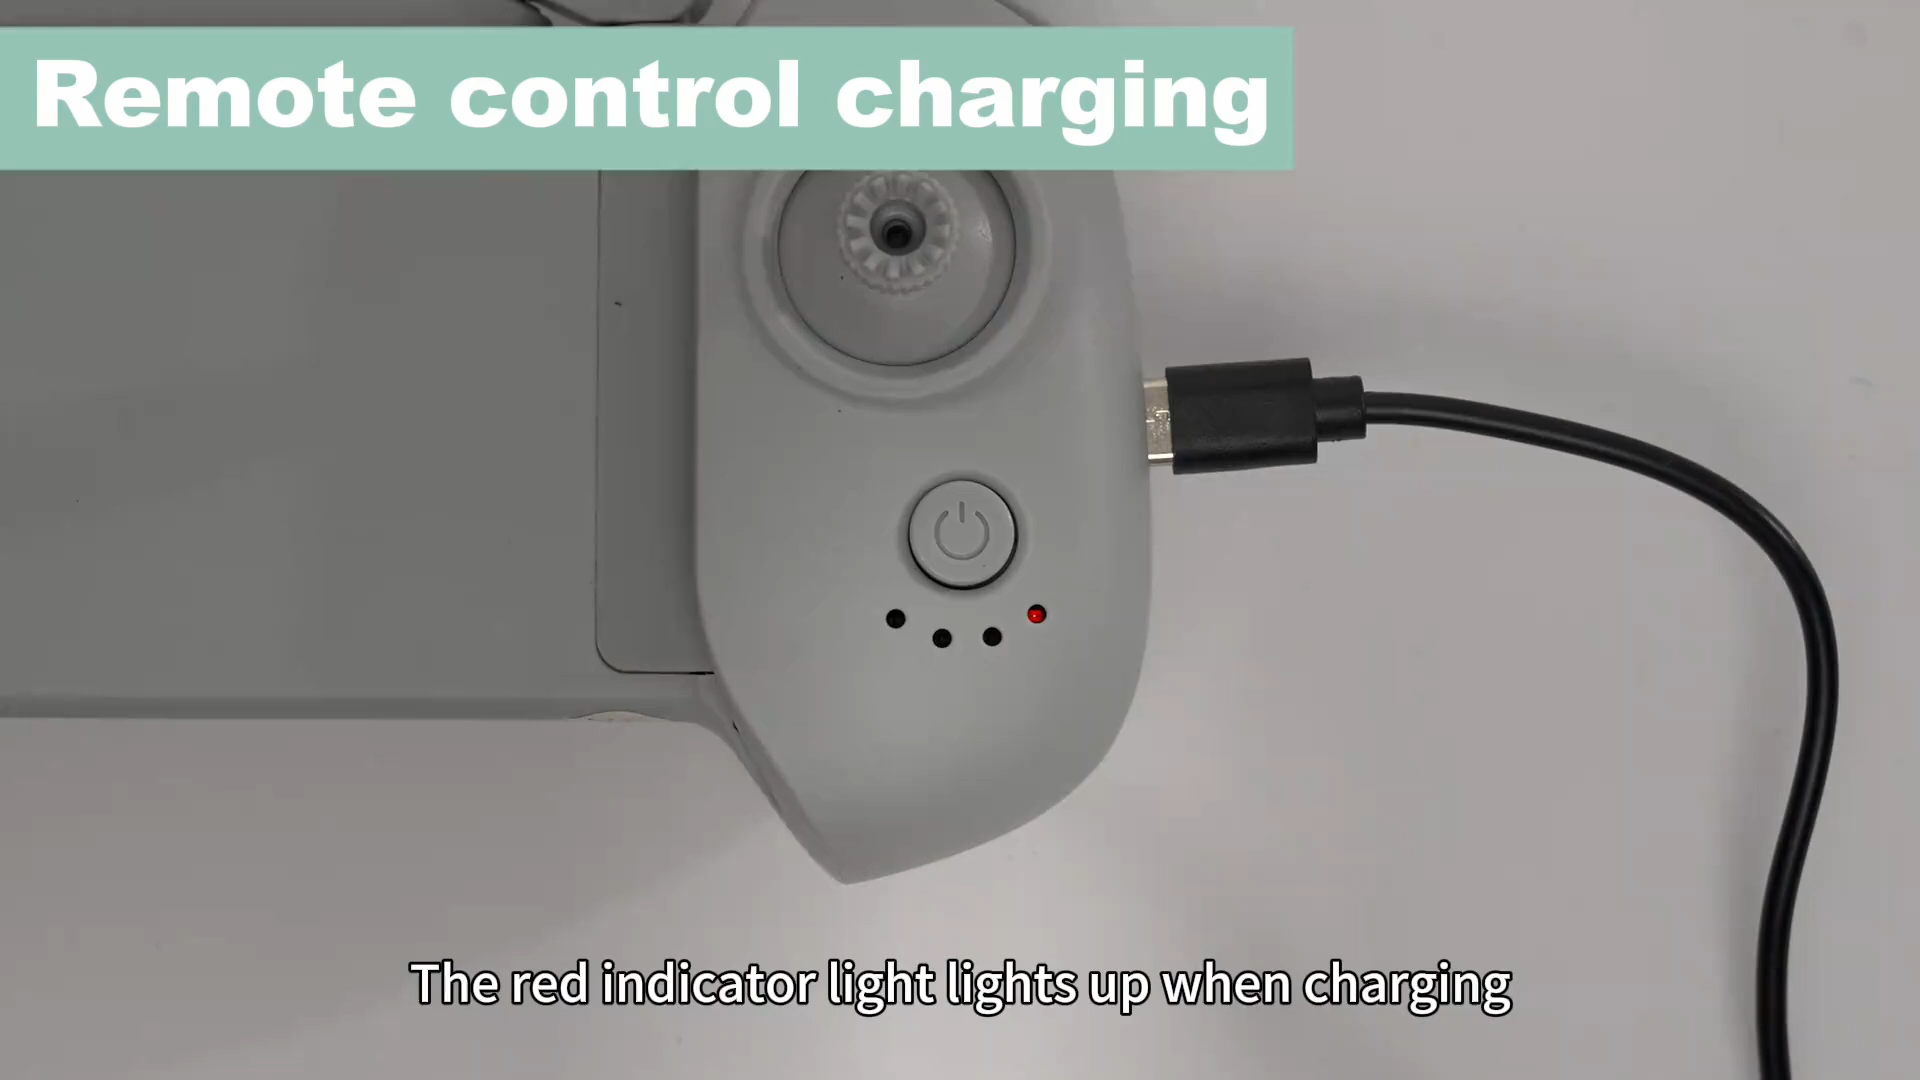 Remote control charging
The red indicator light lights up when charging